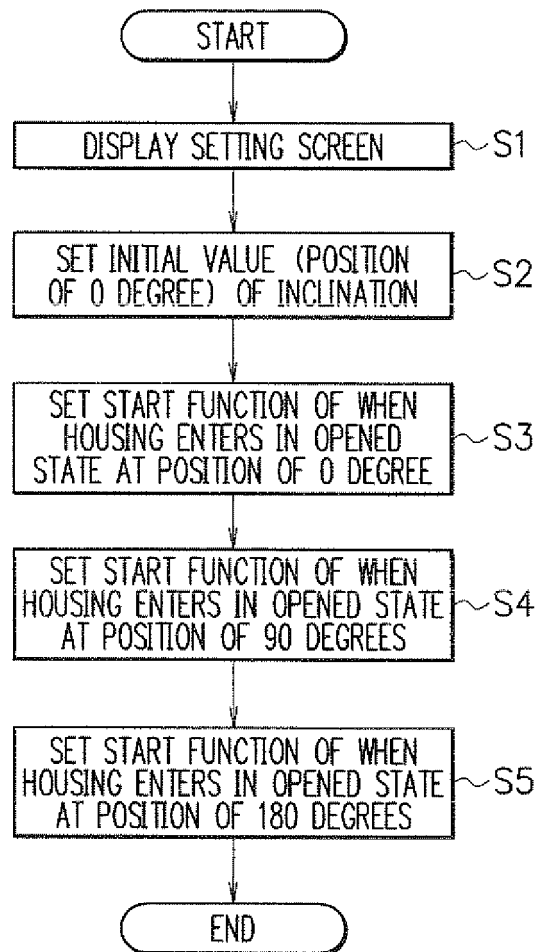 START
DISPLAY SETTING SCREEN
S1
SET INITIAL VALUE (POSITION
OF 0 DEGREE) OF INCLINATION
S2
SET START FUNCTION OF WHEN
HOUSING ENTERS IN OPENED
STATE AT POSITION OF 0 DEGREE
S3
SET START FUNCTION OF WHEN
HOUSING ENTERS IN OPENED STATE
AT POSITION OF 90 DEGREES
S4
SET START FUNCTION OF WHEN
HOUSING ENTERS IN OPENED STATE
AT POSITION OF 180 DEGREES
S5
END